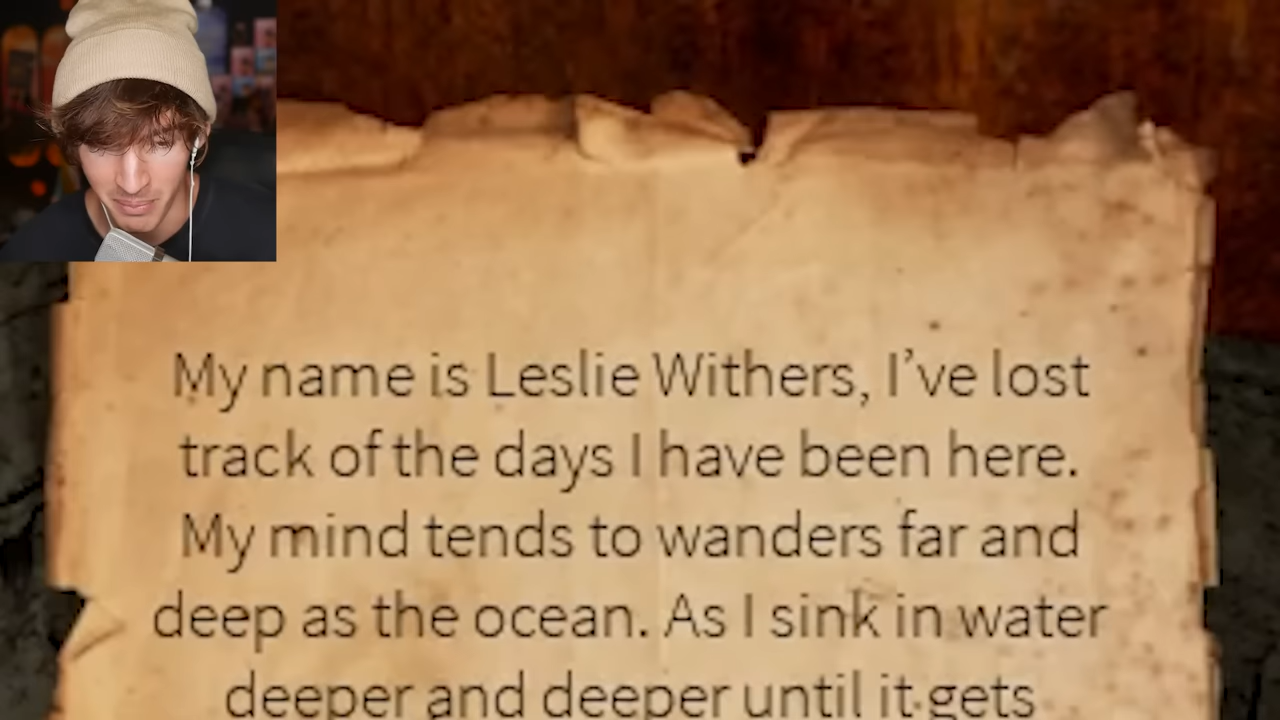 My name is Leslie Withers, I’ve lost
track of the days I have been here.
My mind tends to wanders far and
deep as the ocean. As I sink in water
deeper and deeper until it gets